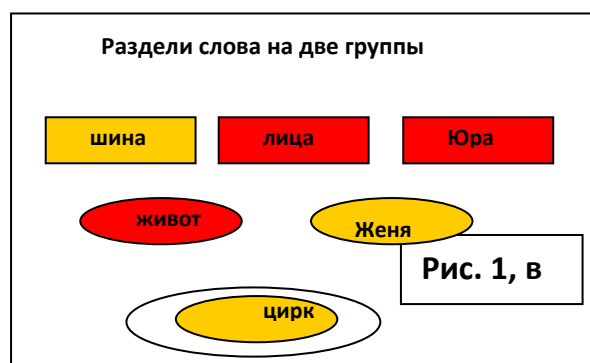 Раздели слова на две группы
шина лица Юра
живот Женя
Рис. 1, в
цирк